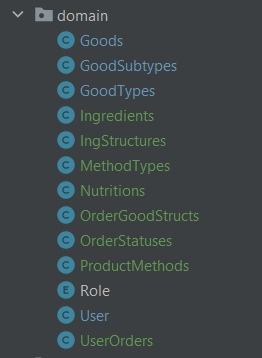 domain
C Goods
C GoodSubtypes
C GoodTypes
C Ingredients
C IngStructures
C MethodTypes
C Nutritions
C OrderGoodStructs
C OrderStatuses
C ProductMethods
E Role
C User
C UserOrders